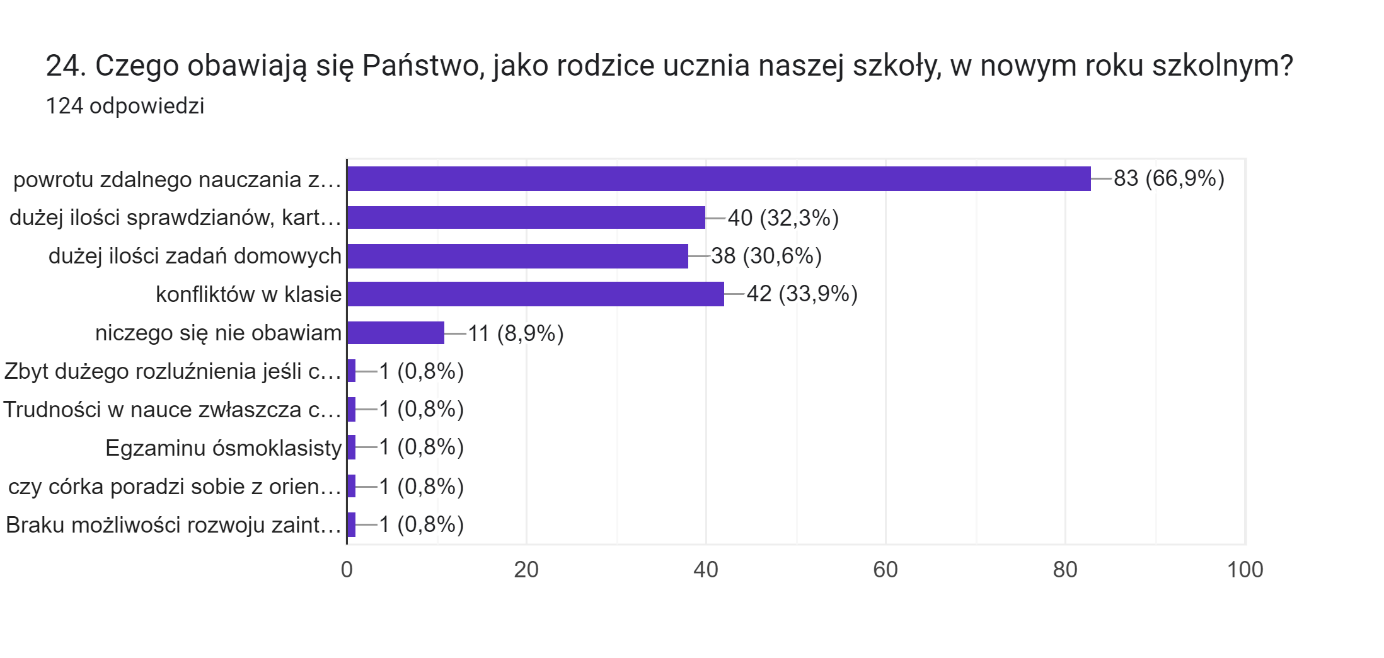 24. Czego obawiają się Państwo, jako rodzice ucznia naszej szkoły, w nowym roku szkolnym?
124 odpowiedzi
powrotu zdalnego nauczania z… 83 (66,9%)
dużej ilości sprawdzianów, kart… 40 (32,3%)
dużej ilości zadań domowych 38 (30,6%)
konfliktów w klasie 42 (33,9%)
niczego się nie obawiam 11 (8,9%)
Zbyt dużego rozluźnienia jeśli c… 1 (0,8%)
Trudności w nauce zwłaszcza c… 1 (0,8%)
Egzaminu ósmoklasisty 1 (0,8%)
czy córka poradzi sobie z orien… 1 (0,8%)
Braku możliwości rozwoju zaint… 1 (0,8%)
0 20 40 60 80 100